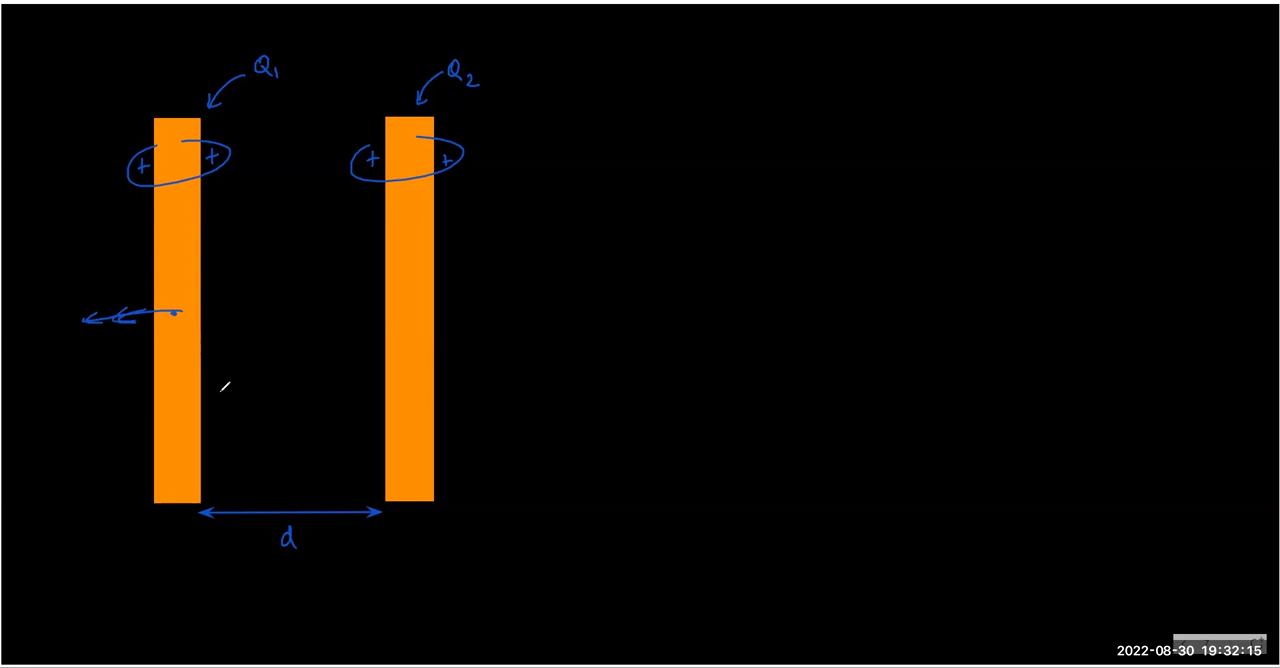 Q₁
Q₂
+ + + +
d
2022-08-30 19:32:15